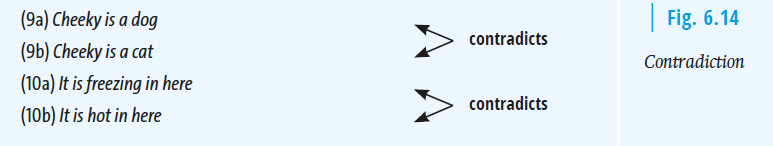 (9a) Cheeky is a dog
(9b) Cheeky is a cat
contradicts
(10a) It is freezing in here
(10b) It is hot in here
contradicts
Fig. 6.14
Contradiction